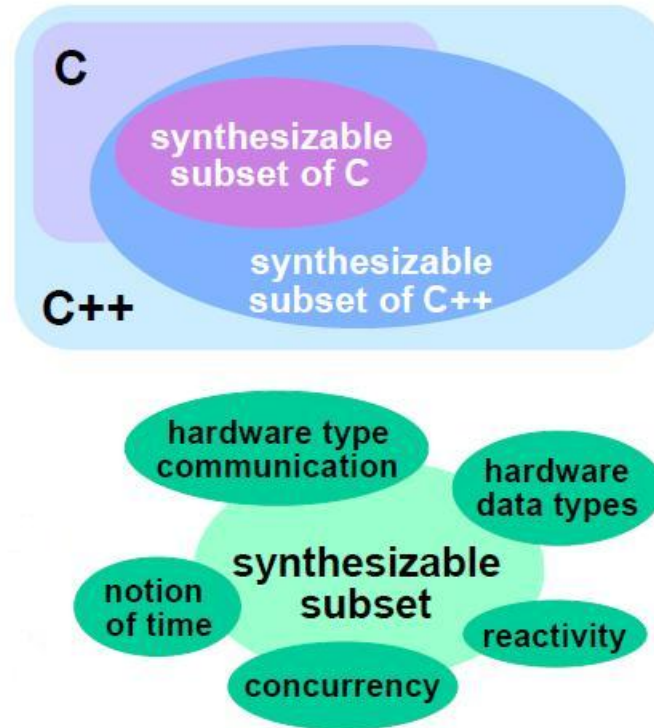 C
synthesizable
subset of C
synthesizable
subset of C++
C++
hardware type
communication
hardware
data types
synthesizable
subset
notion
of time
reactivity
concurrency